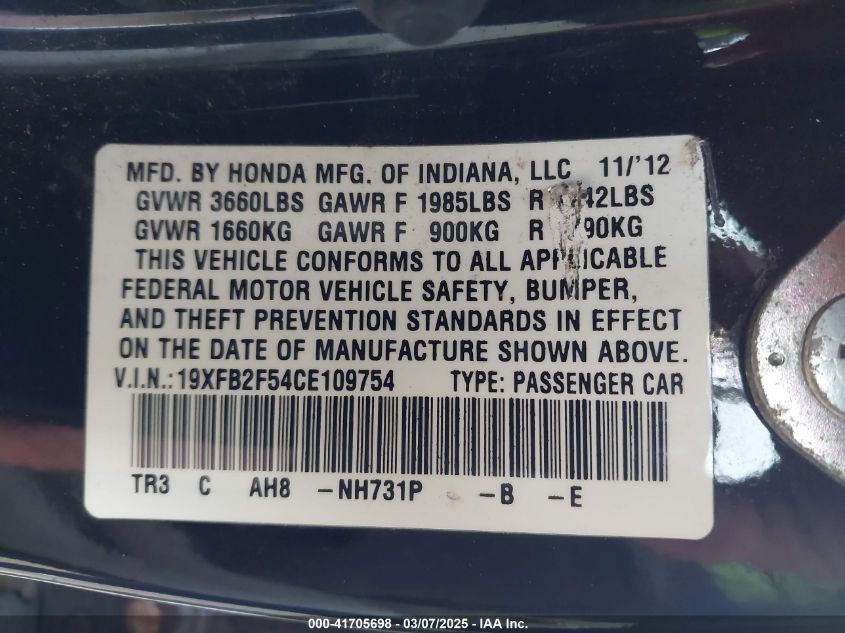 MFD. BY HONDA MFG. OF INDIANA, LLC 11/'12
GVWR 3660LBS GAWR F 1985LBS R
GVWR 1660KG GAWR F 900KG R
THIS VEHICLE CONFORMS TO ALL APPLICABLE
FEDERAL MOTOR VEHICLE SAFETY, BUMPER,
AND THEFT PREVENTION STANDARDS IN EFFECT
ON THE DATE OF MANUFACTURE SHOWN ABOVE.
V.I.N.:19XFB2F54CE109754 TYPE: PASSENGER CAR
TR3 C AH8 -NH731P -B -E
000-41705698 - 03/07/2025 - IAA Inc.